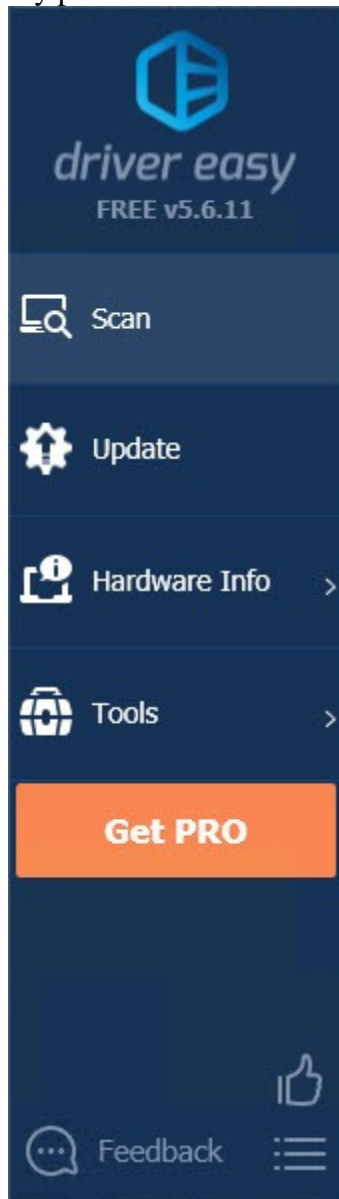 driver easy
FREE v5.6.11
Scan
Update
Hardware Info
Tools
Get PRO
Feedback